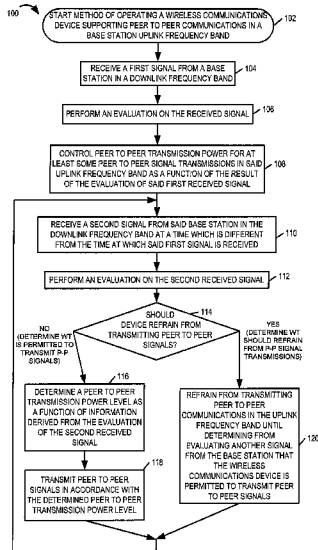 100
START METHOD OF OPERATING A WIRELESS COMMUNICATIONS
DEVICE SUPPORTING PEER TO PEER COMMUNICATIONS IN A
BASE STATION UPLINK FREQUENCY BAND
102
RECEIVE A FIRST SIGNAL FROM A BASE
STATION IN A DOWNLINK FREQUENCY BAND
104
PERFORM AN EVALUATION ON THE RECEIVED SIGNAL
106
CONTROL PEER TO PEER TRANSMISSION POWER FOR AT
LEAST SOME PEER TO PEER SIGNAL TRANSMISSIONS IN SAID
UPLINK FREQUENCY BAND AS A FUNCTION OF THE RESULT
OF THE EVALUATION OF SAID FIRST RECEIVED SIGNAL
108
RECEIVE A SECOND SIGNAL FROM SAID BASE STATION IN THE
DOWNLINK FREQUENCY BAND AT A TIME WHICH IS DIFFERENT
FROM THE TIME AT WHICH SAID FIRST SIGNAL IS RECEIVED
110
PERFORM AN EVALUATION ON THE SECOND RECEIVED SIGNAL
112
SHOULD
DEVICE REFRAIN FROM
TRANSMITTING PEER TO PEER
SIGNALS?
114
NO
(DETERMINE WT
IS PERMITTED TO
TRANSMIT P-P
SIGNALS)
YES
(DETERMINE WT
SHOULD REFRAIN
FROM P-P SIGNAL
TRANSMISSIONS)
116
DETERMINE A PEER TO PEER
TRANSMISSION POWER LEVEL AS
A FUNCTION OF INFORMATION
DERIVED FROM THE EVALUATION
OF THE SECOND RECEIVED
SIGNAL
118
TRANSMIT PEER TO PEER
SIGNALS IN ACCORDANCE WITH
THE DETERMINED PEER TO PEER
TRANSMISSION POWER LEVEL
REFRAIN FROM TRANSMITTING
PEER TO PEER
COMMUNICATIONS IN THE UPLINK
FREQUENCY BAND UNTIL
DETERMINING FROM
EVALUATING ANOTHER SIGNAL
FROM THE BASE STATION THAT
THE WIRELESS
COMMUNICATIONS DEVICE IS
PERMITTED TO TRANSMIT PEER
TO PEER SIGNALS
120